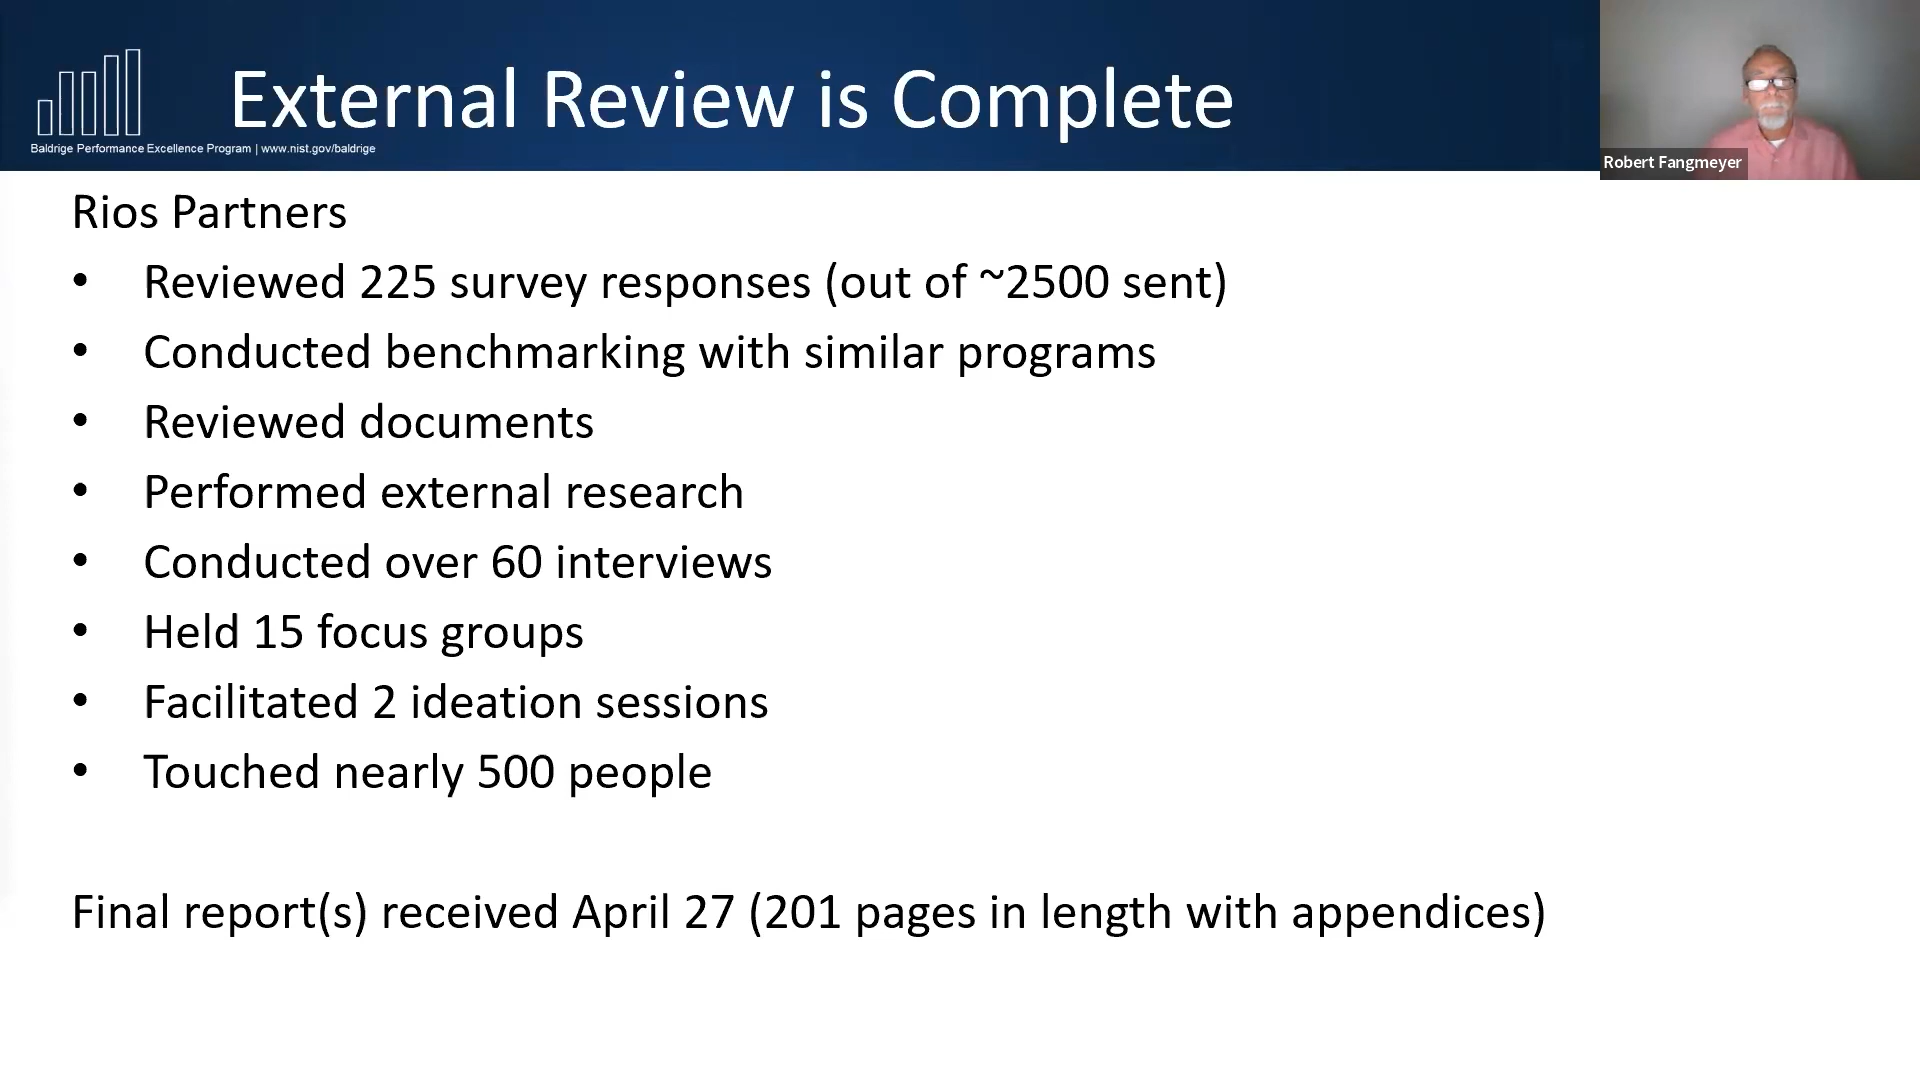 External Review is Complete
Baldrige Performance Excellence Program | www.nist.gov/baldrige
Robert Fangmeyer
Rios Partners
• Reviewed 225 survey responses (out of ~2500 sent)
• Conducted benchmarking with similar programs
• Reviewed documents
• Performed external research
• Conducted over 60 interviews
• Held 15 focus groups
• Facilitated 2 ideation sessions
• Touched nearly 500 people
Final report(s) received April 27 (201 pages in length with appendices)